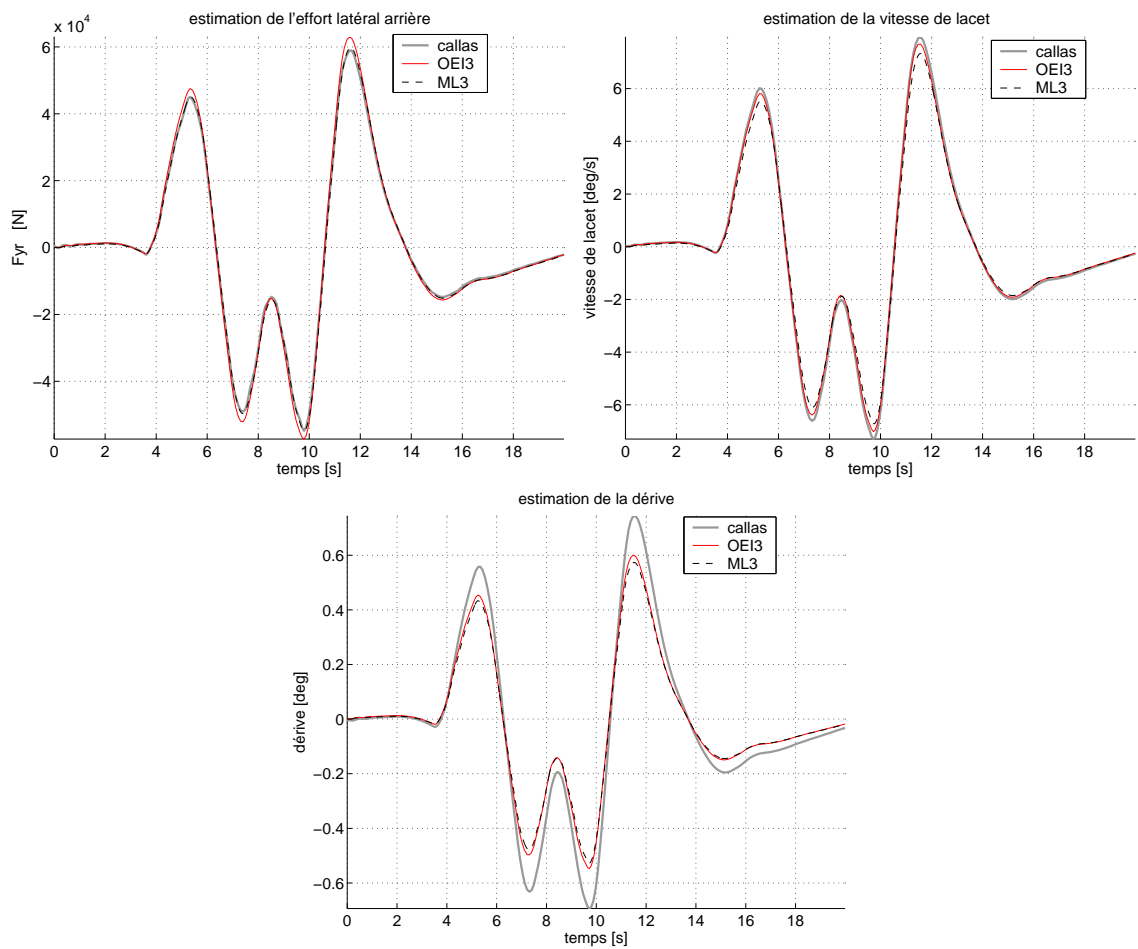 estimation de l'effort latéral arrière
x 10⁴
6
4
2
0
−2
−4
Fyr [N]
callas
OEI3
ML3
0 2 4 6 8 10 12 14 16 18
temps [s]
estimation de la vitesse de lacet
6
4
2
0
−2
−4
−6
vitesse de lacet [deg/s]
callas
OEI3
ML3
0 2 4 6 8 10 12 14 16 18
temps [s]
estimation de la dérive
0.6
0.4
0.2
0
−0.2
−0.4
−0.6
dérive [deg]
callas
OEI3
ML3
0 2 4 6 8 10 12 14 16 18
temps [s]